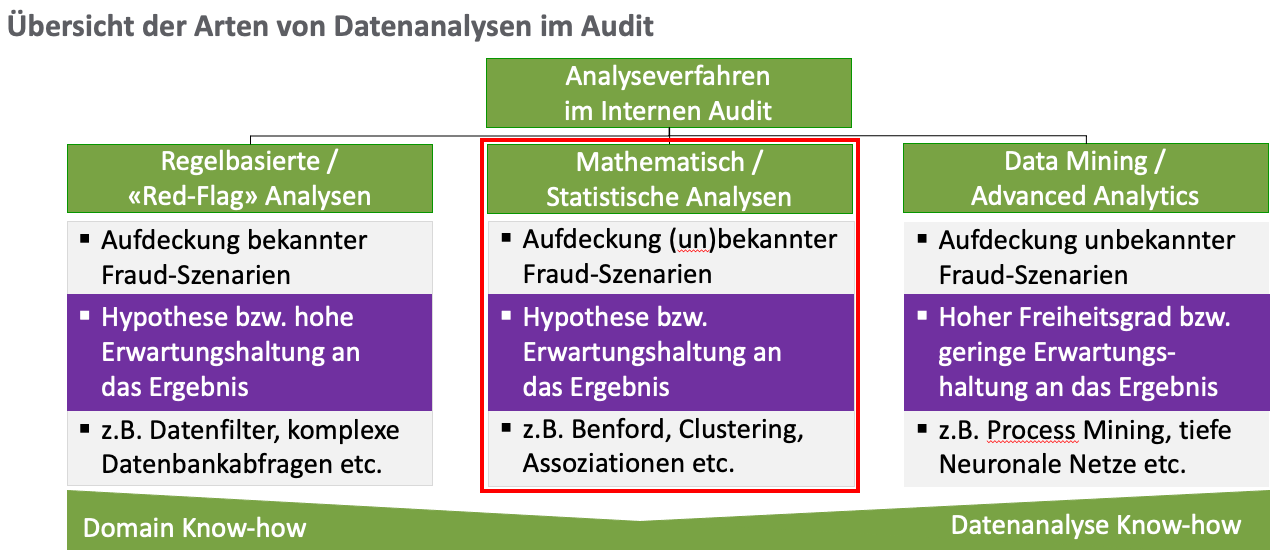 Übersicht der Arten von Datenanalysen im Audit
Analyseverfahren
im Internen Audit
Regelbasierte /
«Red-Flag» Analysen
▪ Aufdeckung bekannter
Fraud-Szenarien
▪ Hypothese bzw. hohe
Erwartungshaltung an
das Ergebnis
▪ z.B. Datenfilter, komplexe
Datenbankabfragen etc.
Mathematisch /
Statistische Analysen
▪ Aufdeckung (un)bekannter
Fraud-Szenarien
▪ Hypothese bzw.
Erwartungshaltung an
das Ergebnis
▪ z.B. Benford, Clustering,
Assoziationen etc.
Data Mining /
Advanced Analytics
▪ Aufdeckung unbekannter
Fraud-Szenarien
▪ Hoher Freiheitsgrad bzw.
geringe Erwartungs-
haltung an das Ergebnis
▪ z.B. Process Mining, tiefe
Neuronale Netze etc.
Domain Know-how
Datenanalyse Know-how